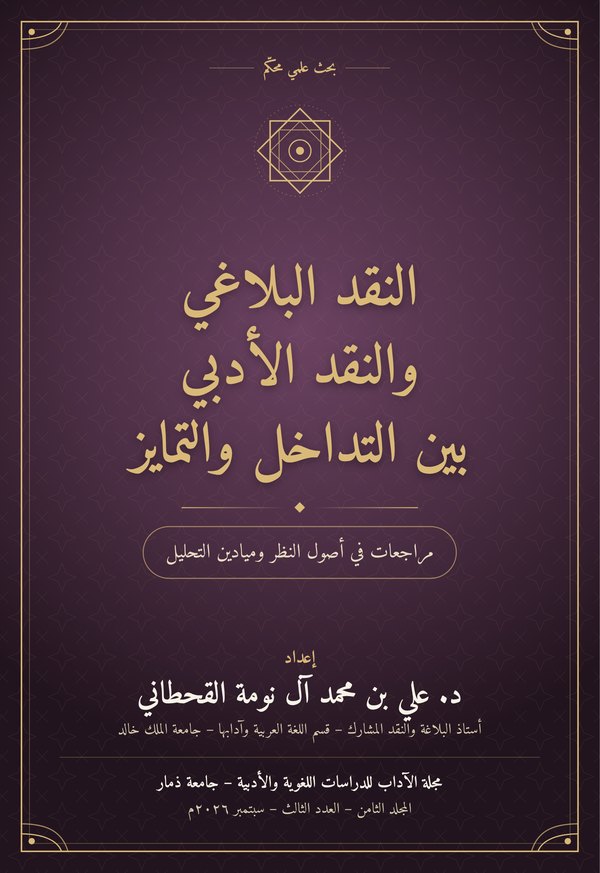 بحث علمي محكّم
النقد البلاغي
والنقد الأدبي
بين التداخل والتمايز
مراجعات في أصول النظر وميادين التحليل
إعداد
د. علي بن محمد آل نومة القحطاني
أستاذ البلاغة والنقد المشارك – قسم اللغة العربية وآدابها – جامعة الملك خالد
مجلة الآداب للدراسات اللغوية والأدبية – جامعة ذمار
المجلد الثامن – العدد الثالث – سبتمبر ٢٠٢٦م